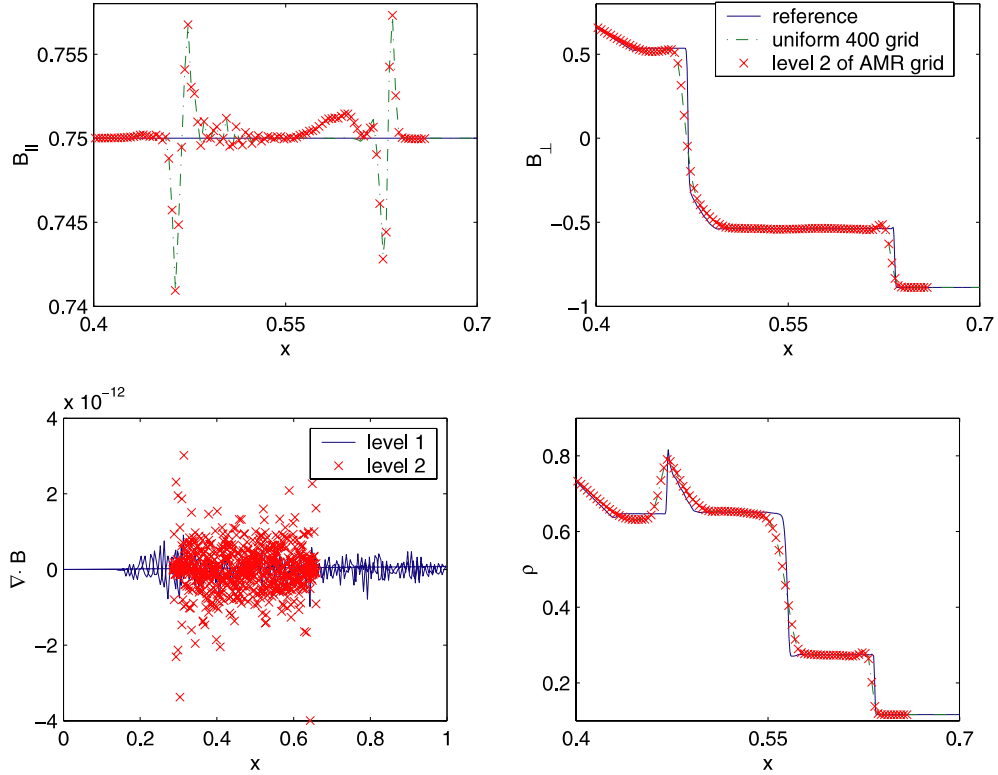 0.755
0.75
0.745
0.74
B||
0.4
0.55
0.7
x
reference
uniform 400 grid
level 2 of AMR grid
0.5
0
−0.5
−1
B⊥
0.4
0.55
0.7
x
x 10−12
level 1
level 2
4
2
0
−2
−4
∇· B
0
0.2
0.4
0.6
0.8
1
x
0.8
0.6
0.4
0.2
ρ
0.4
0.55
0.7
x